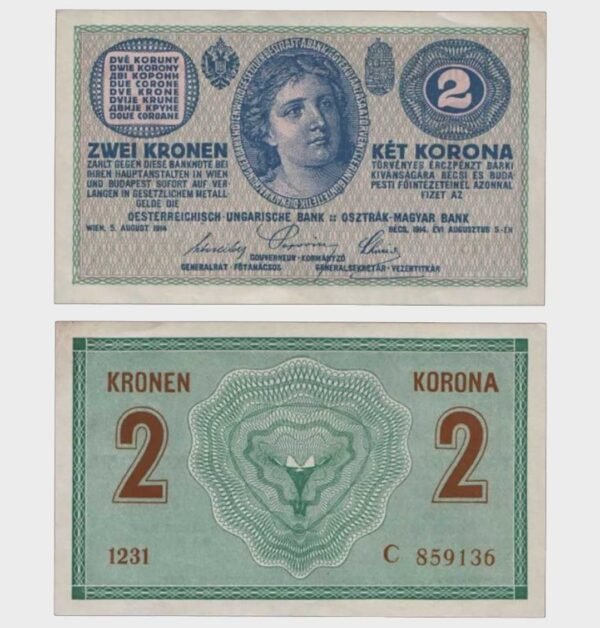 DVĚ KORUNY
DWIE KORONY
ДВІ КОРОНИ
DUE CORONE
DVE KRONE
DVIJE KRUNE
ДВИЈЕ КРУНЕ
DOUE COROANE
2
ZWEI KRONEN
ZAHLT GEGEN DIESE BANKNOTE BEI
IHREN HAUPTANSTALTEN IN WIEN
UND BUDAPEST SOFORT AUF VER-
LANGEN IN GESETZLICHEM METALL-
GELDE DIE
KÉT KORONA
TÖRVÉNYES ÉRCZPÉNZT BÁRKI
KIVÁNSÁGÁRA BÉCSI ÉS BUDA
PESTI FŐINTÉZETEINÉL AZONNAL
FIZET AZ
OESTERREICHISCH-UNGARISCHE BANK :: OSZTRÁK-MAGYAR BANK
WIEN, 5. AUGUST 1914
BÉCS, 1914. ÉVI AUGUSZTUS 5-ÉN
GOUVERNEUR-KORMÁNYZÓ
GENERALRAT-FŐTANÁCSOS
GENERALSEKRETÄR-VEZÉRTITKÁR
KRONEN
KORONA
2
2
1231
C 859136